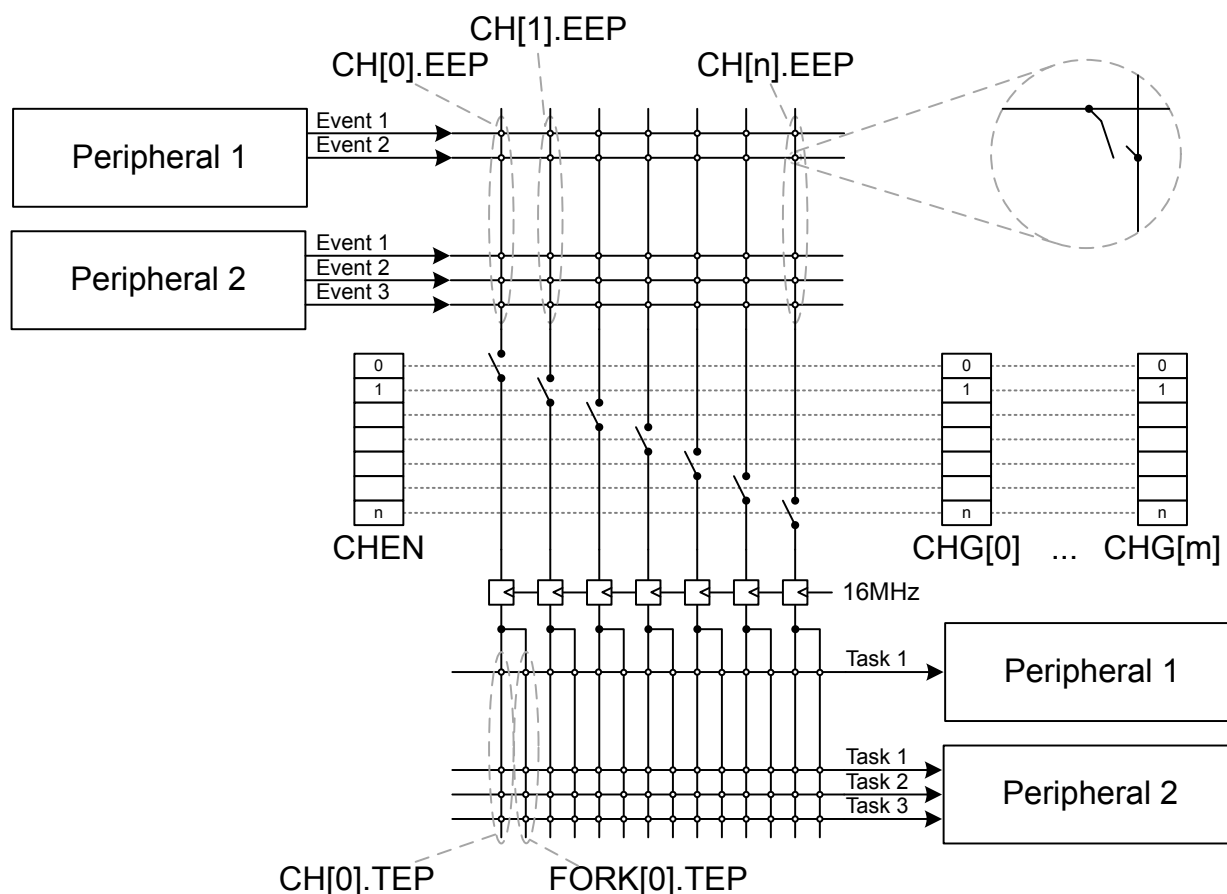 CH[1].EEP
CH[0].EEP
CH[n].EEP
Peripheral 1
Event 1
Event 2
Peripheral 2
Event 1
Event 2
Event 3
0
1
n
CHEN
0
1
n
CHG[0]
...
0
1
n
CHG[m]
16MHz
Task 1
Peripheral 1
Task 1
Task 2
Task 3
Peripheral 2
CH[0].TEP
FORK[0].TEP